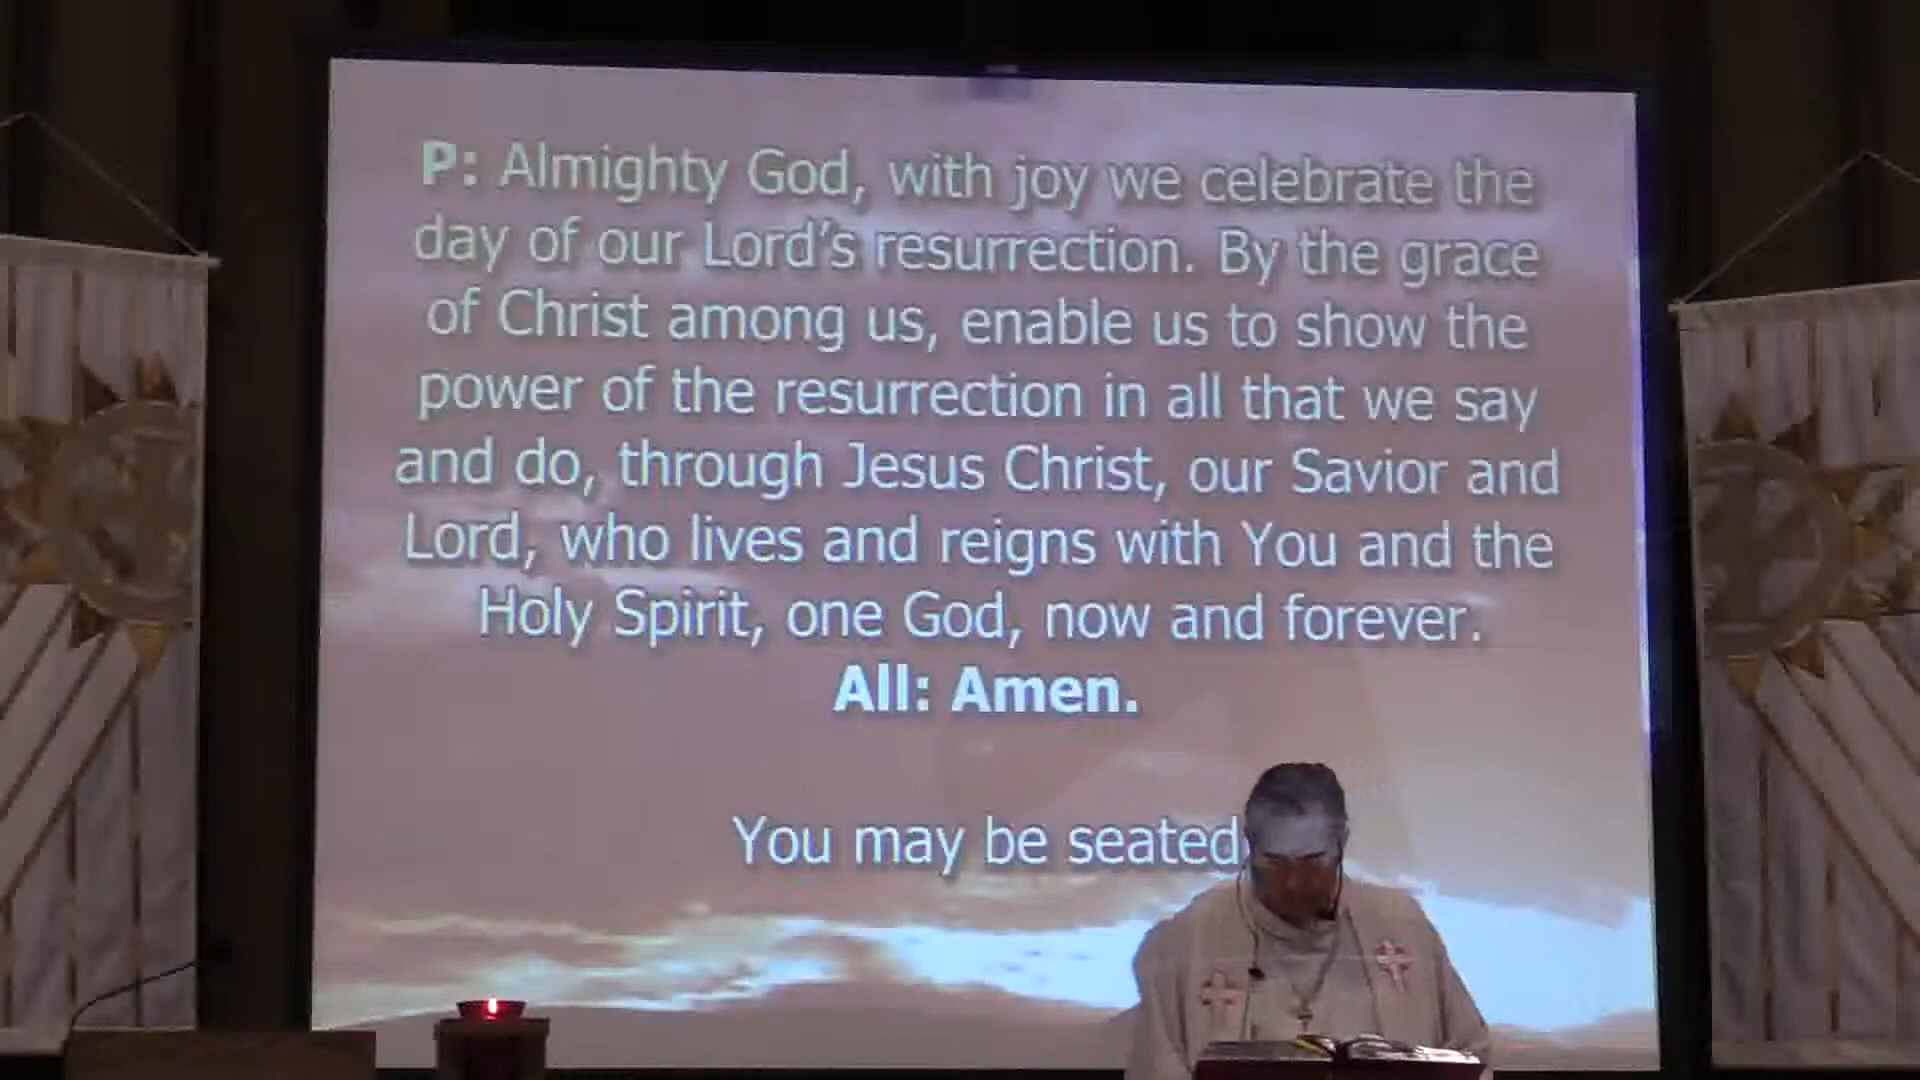 P: Almighty God, with joy we celebrate the
day of our Lord's resurrection. By the grace
of Christ among us, enable us to show the
power of the resurrection in all that we say
and do, through Jesus Christ, our Savior and
Lord, who lives and reigns with You and the
Holy Spirit, one God, now and forever.
All: Amen.
You may be seated